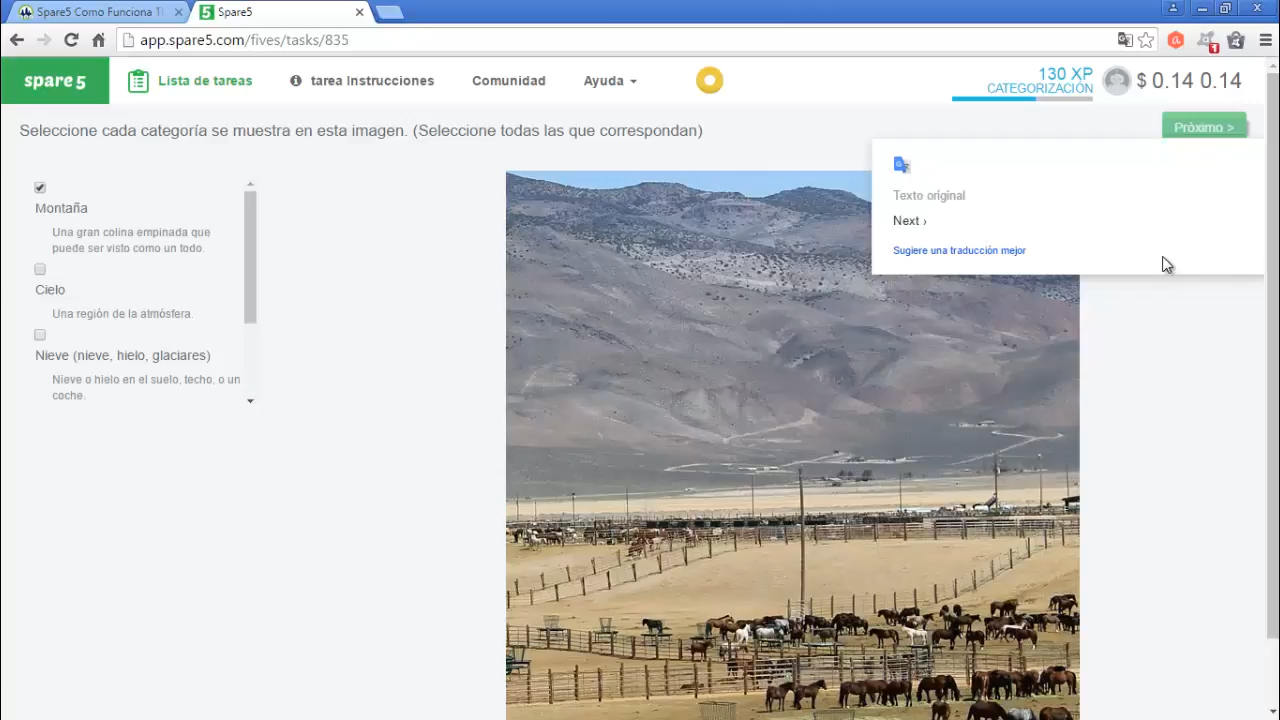 Spare5 Como Funciona Ti
Spare5
app.spare5.com/fives/tasks/835
1
spare5
Lista de tareas
tarea Instrucciones
Comunidad
Ayuda
130 XP
CATEGORIZACIÓN
$ 0.14 0.14
Seleccione cada categoría se muestra en esta imagen. (Seleccione todas las que correspondan)
Próximo >
Texto original
Next ›
Sugiere una traducción mejor
Montaña
Una gran colina empinada que
puede ser visto como un todo.
Cielo
Una región de la atmósfera.
Nieve (nieve, hielo, glaciares)
Nieve o hielo en el suelo, techo, o un
coche.